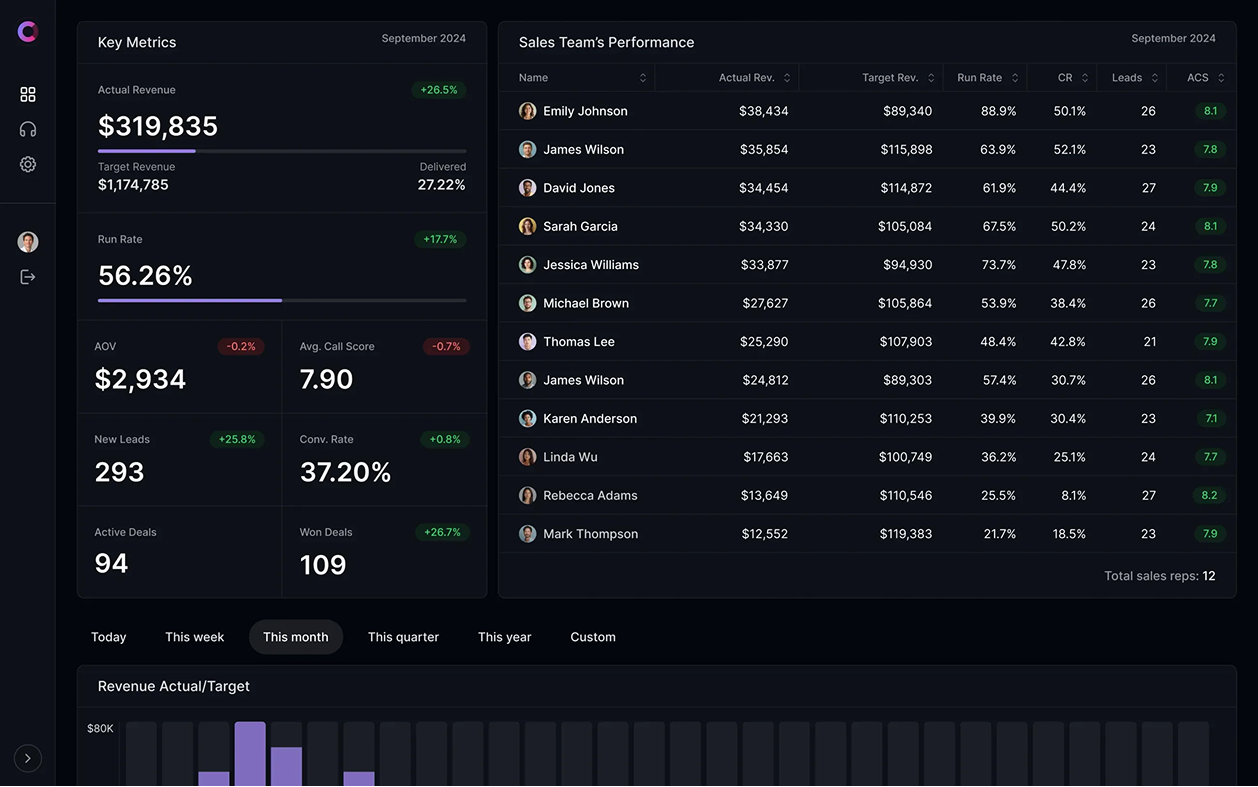 Key Metrics
September 2024
Actual Revenue
+26.5%
$319,835
Target Revenue
Delivered
$1,174,785
27.22%
Run Rate
+17.7%
56.26%
AOV
-0.2%
Avg. Call Score
-0.7%
$2,934
7.90
New Leads
+25.8%
Conv. Rate
+0.8%
293
37.20%
Active Deals
Won Deals
+26.7%
94
109
Sales Team's Performance
September 2024
Name Actual Rev. Target Rev. Run Rate CR Leads ACS
Emily Johnson $38,434 $89,340 88.9% 50.1% 26 8.1
James Wilson $35,854 $115,898 63.9% 52.1% 23 7.8
David Jones $34,454 $114,872 61.9% 44.4% 27 7.9
Sarah Garcia $34,330 $105,084 67.5% 50.2% 24 8.1
Jessica Williams $33,877 $94,930 73.7% 47.8% 23 7.8
Michael Brown $27,627 $105,864 53.9% 38.4% 26 7.7
Thomas Lee $25,290 $107,903 48.4% 42.8% 21 7.9
James Wilson $24,812 $89,303 57.4% 30.7% 26 8.1
Karen Anderson $21,293 $110,253 39.9% 30.4% 23 7.1
Linda Wu $17,663 $100,749 36.2% 25.1% 24 7.7
Rebecca Adams $13,649 $110,546 25.5% 8.1% 27 8.2
Mark Thompson $12,552 $119,383 21.7% 18.5% 23 7.9
Total sales reps: 12
Today This week This month This quarter This year Custom
Revenue Actual/Target
$80K